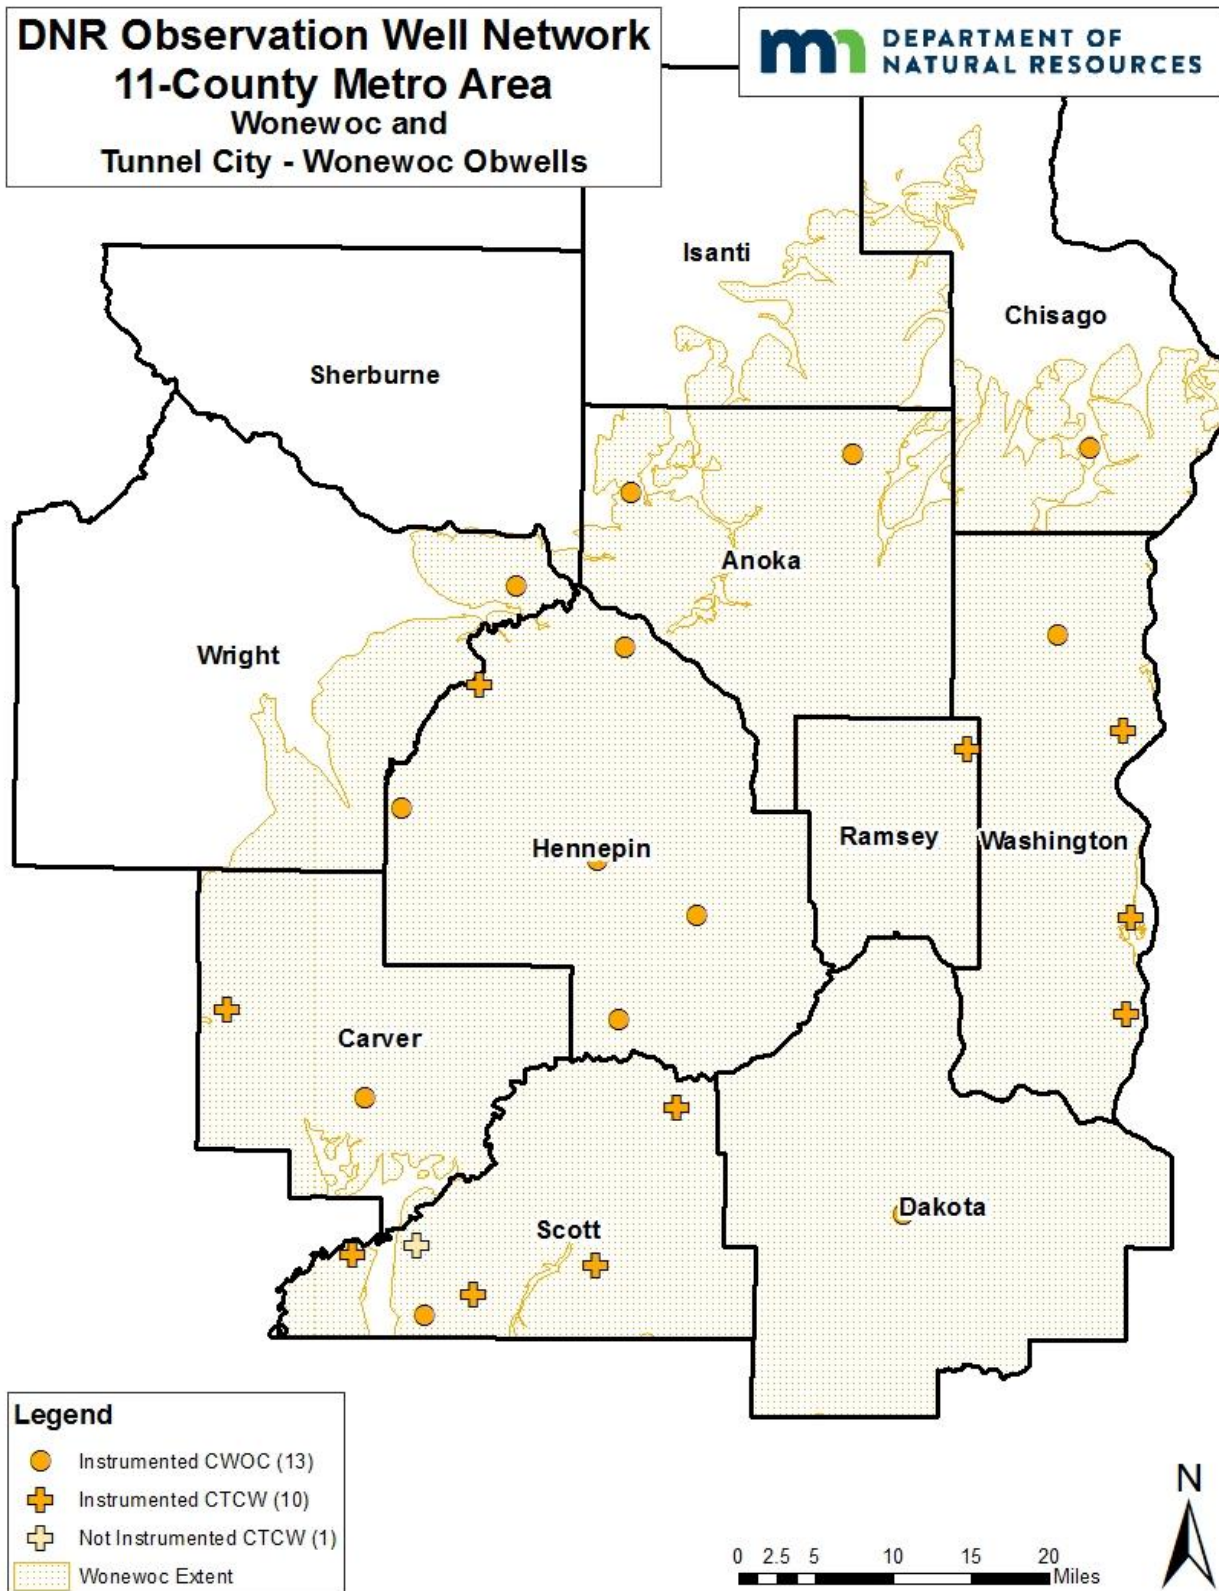 DNR Observation Well Network
11-County Metro Area
Wonewoc and
Tunnel City - Wonewoc Obwells
DEPARTMENT OF
NATURAL RESOURCES
Isanti
Chisago
Sherburne
Anoka
Wright
Hennepin
Ramsey
Washington
Carver
Dakota
Scott
Legend
Instrumented CWOC (13)
Instrumented CTCW (10)
Not Instrumented CTCW (1)
Wonewoc Extent
N
0 2.5 5 10 15 20
Miles